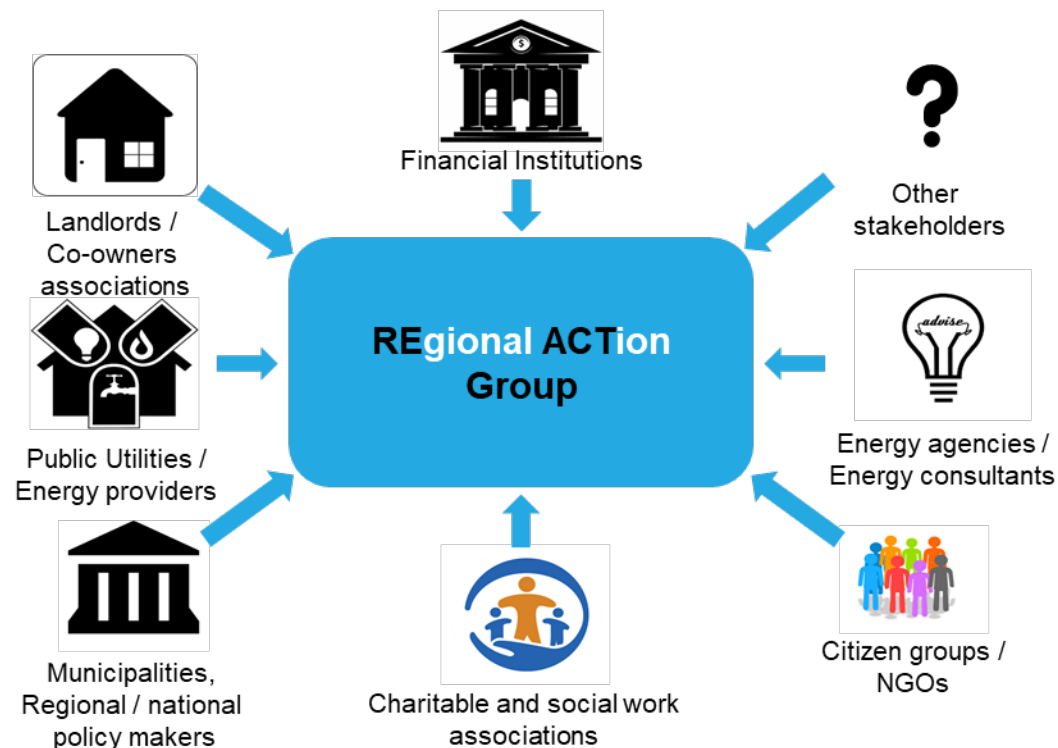 $
Financial Institutions
Other
stakeholders
Landlords /
Co-owners
associations
REgional ACTion
Group
advise
Public Utilities /
Energy providers
Energy agencies /
Energy consultants
Municipalities,
Regional / national
policy makers
Charitable and social work
associations
Citizen groups /
NGOs
?